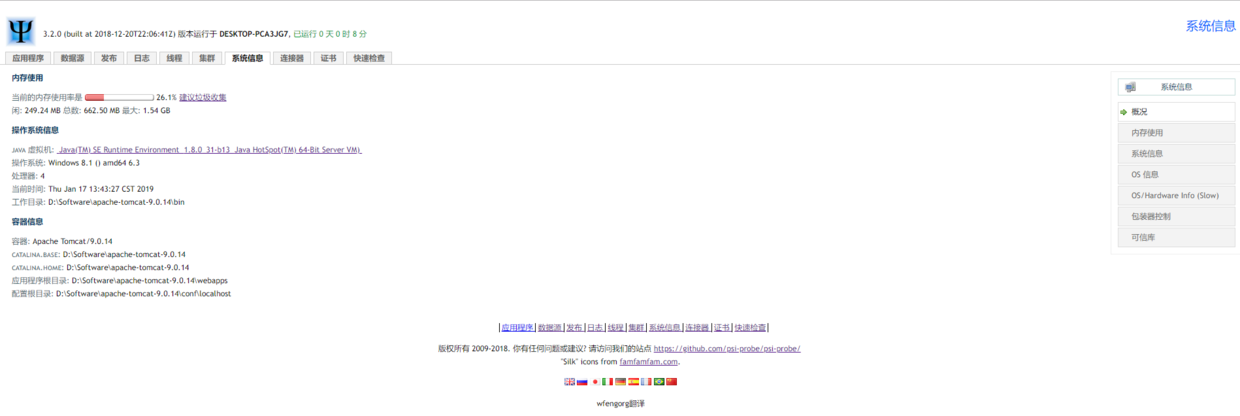 系统信息
3.2.0 (built at 2018-12-20T22:06:41Z) 版本运行于 DESKTOP-PCA3JG7, 已运行 0 天 0 时 8 分
应用程序 数据源 发布 日志 线程 集群 系统信息 连接器 证书 快速检查
内存使用
当前的内存使用率是 26.1% 建议垃圾收集
闲: 249.24 MB 总数: 662.50 MB 最大: 1.54 GB
操作系统信息
JAVA 虚拟机: Java(TM) SE Runtime Environment 1.8.0_31-b13 Java HotSpot(TM) 64-Bit Server VM)
操作系统: Windows 8.1 () amd64 6.3
处理器: 4
当前时间: Thu Jan 17 13:43:27 CST 2019
工作目录: D:\Software\apache-tomcat-9.0.14\bin
容器信息
容器: Apache Tomcat/9.0.14
CATALINA.BASE: D:\Software\apache-tomcat-9.0.14
CATALINA.HOME: D:\Software\apache-tomcat-9.0.14
应用程序根目录: D:\Software\apache-tomcat-9.0.14\webapps
配置根目录: D:\Software\apache-tomcat-9.0.14\conf\localhost
系统信息
概况
内存使用
系统信息
OS 信息
OS/Hardware Info (Slow)
包装器控制
可信库
|应用程序|数据源|发布|日志|线程|集群|系统信息|连接器|证书|快速检查|
版权所有 2009-2018. 你有任何问题或建议? 请访问我们的站点 https://github.com/psi-probe/psi-probe/
"Silk" icons from famfamfam.com.
wfengorg翻译